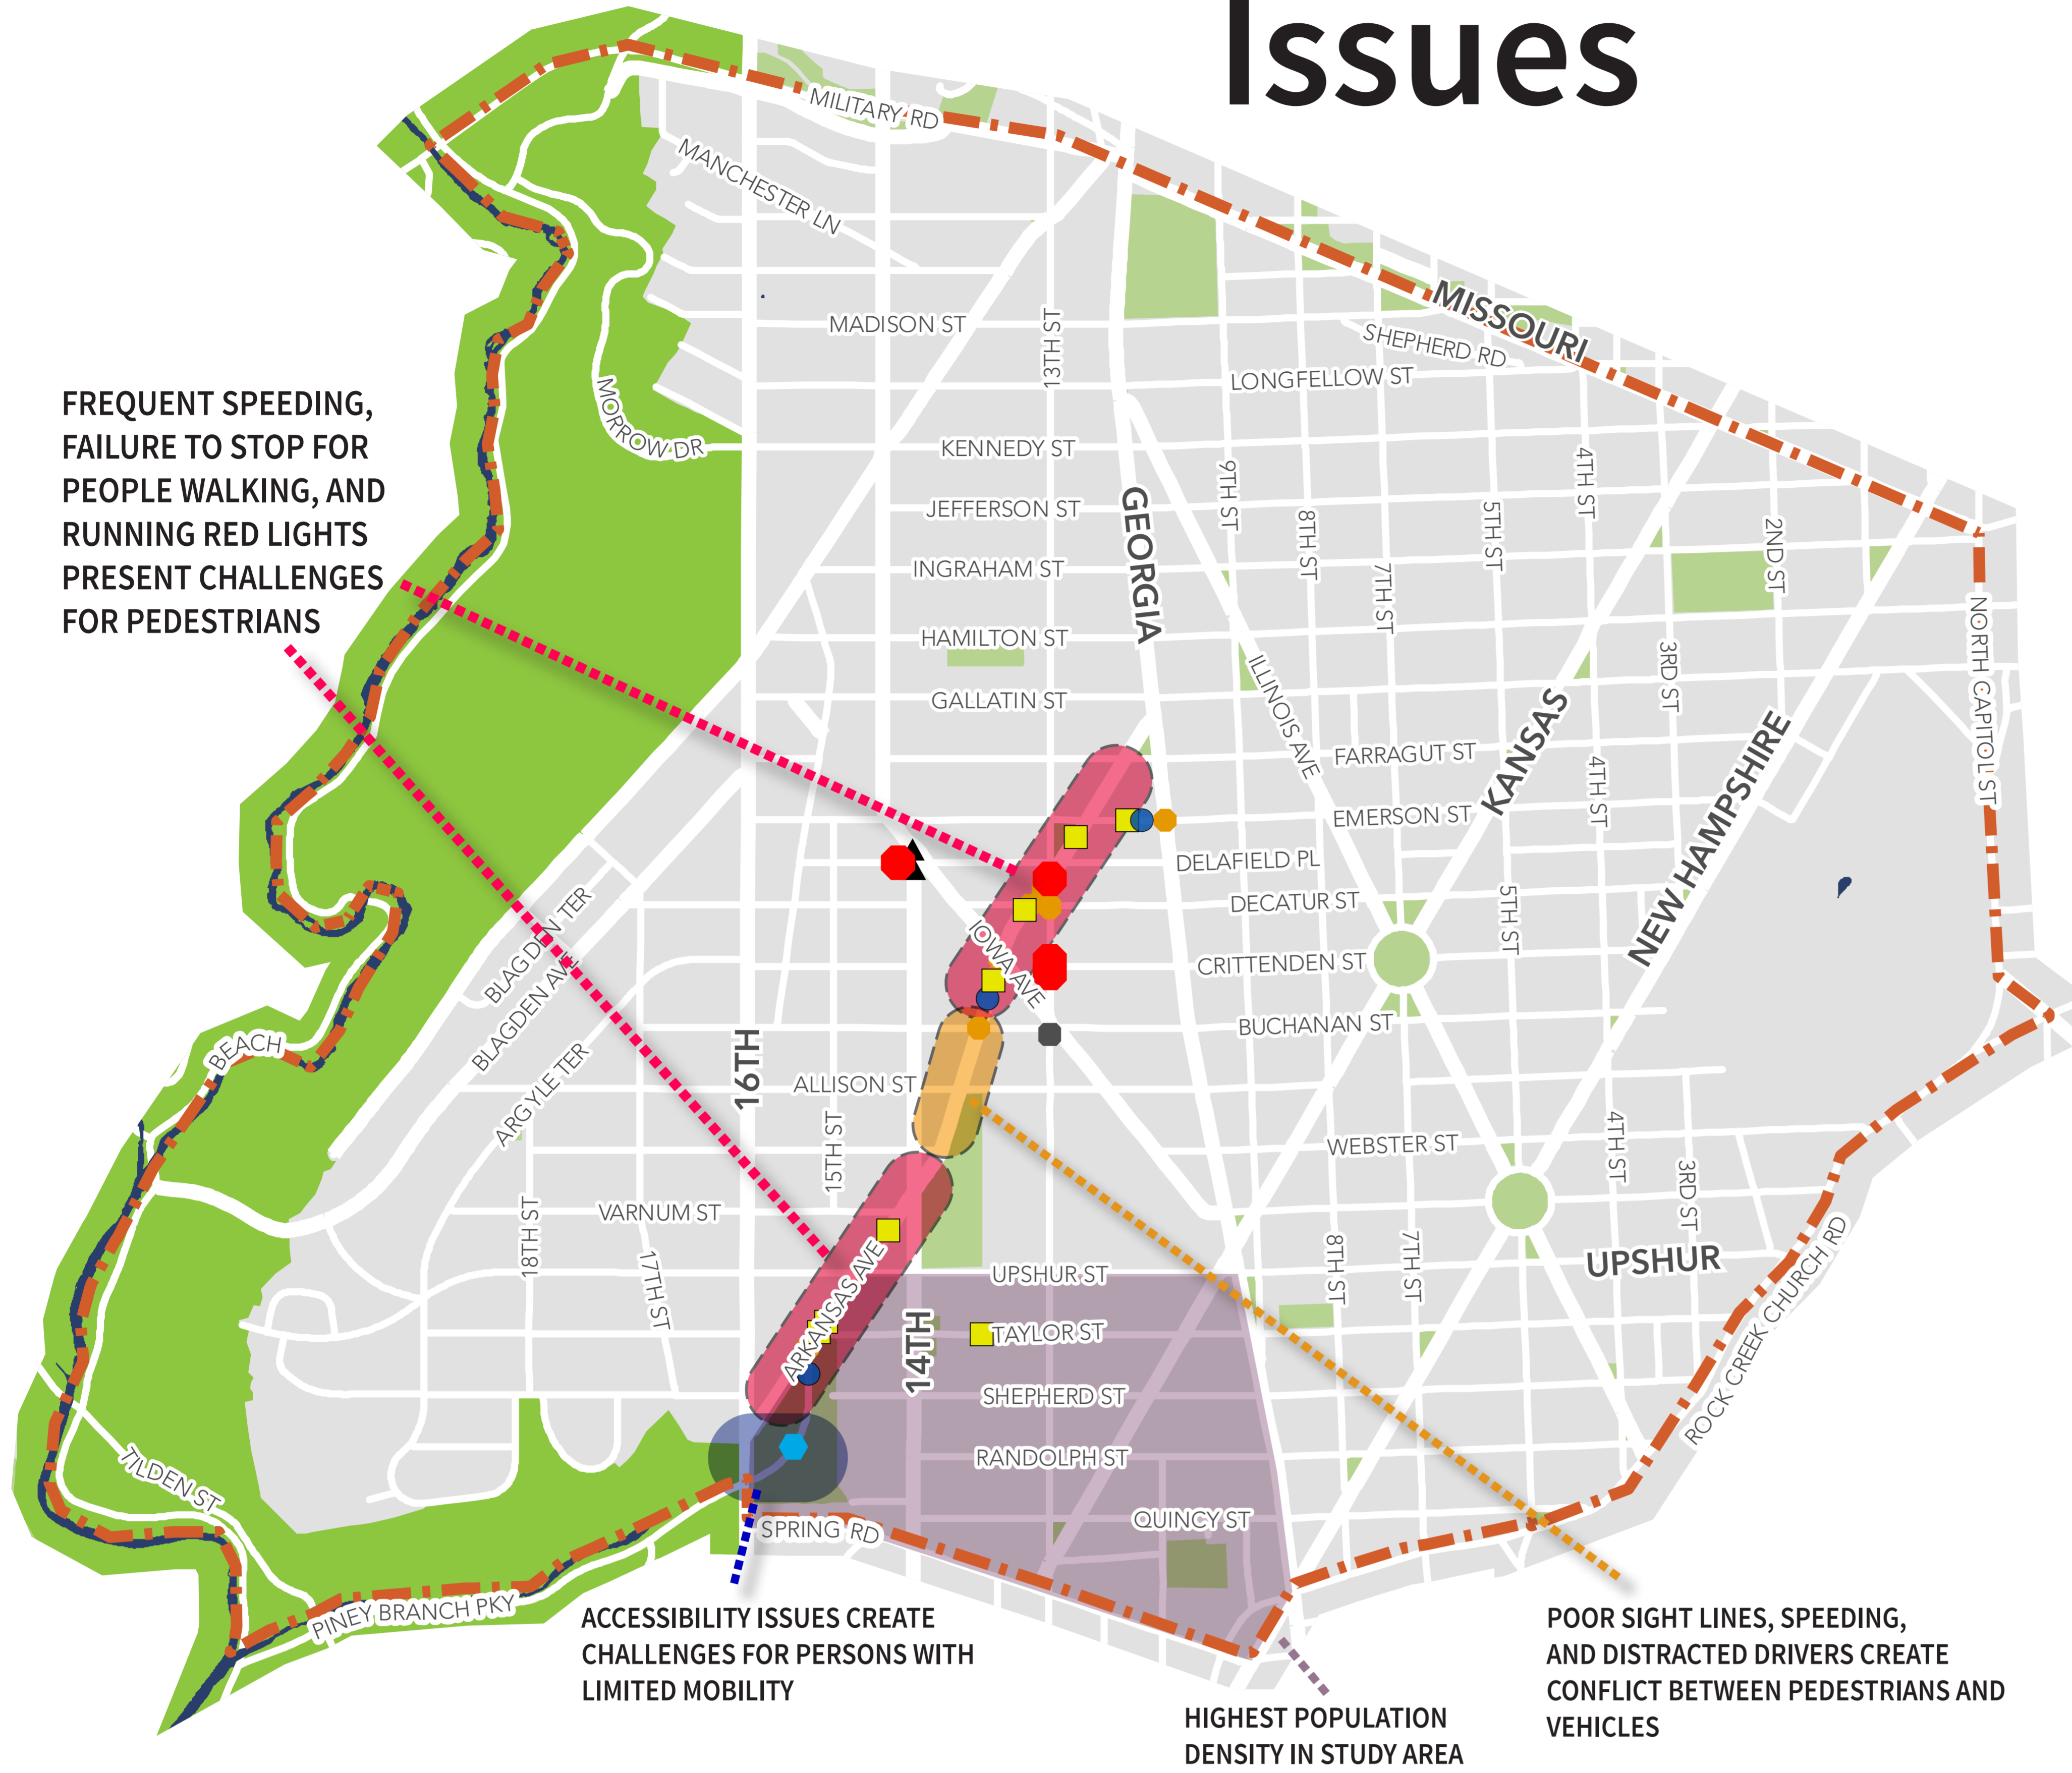 Issues
MILITARY RD
MANCHESTER LN
MISSOURI
MADISON ST
13TH ST
SHEPHERD RD
LONGFELLOW ST
MORROW DR
FREQUENT SPEEDING,
FAILURE TO STOP FOR
PEOPLE WALKING, AND
RUNNING RED LIGHTS
PRESENT CHALLENGES
FOR PEDESTRIANS
KENNEDY ST
JEFFERSON ST
GEORGIA
9TH ST
8TH ST
7TH ST
5TH ST
4TH ST
2ND ST
INGRAHAM ST
HAMILTON ST
NORTH CAPITOL ST
3RD ST
ILLINOIS AVE
GALLATIN ST
KANSAS
NEW HAMPSHIRE
FARRAGUT ST
4TH ST
EMERSON ST
DELAFIELD PL
DECATUR ST
5TH ST
BLAGDEN TER
BLAGDEN AVE
IOWA AVE
CRITTENDEN ST
BUCHANAN ST
BEACH
ARGYLE TER
16TH
ALLISON ST
15TH ST
WEBSTER ST
4TH ST
3RD ST
VARNUM ST
18TH ST
17TH ST
8TH ST
7TH ST
UPSHUR
ROCK CREEK CHURCH RD
UPSHUR ST
ARKANSAS AVE
14TH
TAYLOR ST
SHEPHERD ST
RANDOLPH ST
TILDEN ST
SPRING RD
QUINCY ST
PINEY BRANCH PKY
ACCESSIBILITY ISSUES CREATE
CHALLENGES FOR PERSONS WITH
LIMITED MOBILITY
HIGHEST POPULATION
DENSITY IN STUDY AREA
POOR SIGHT LINES, SPEEDING,
AND DISTRACTED DRIVERS CREATE
CONFLICT BETWEEN PEDESTRIANS AND
VEHICLES